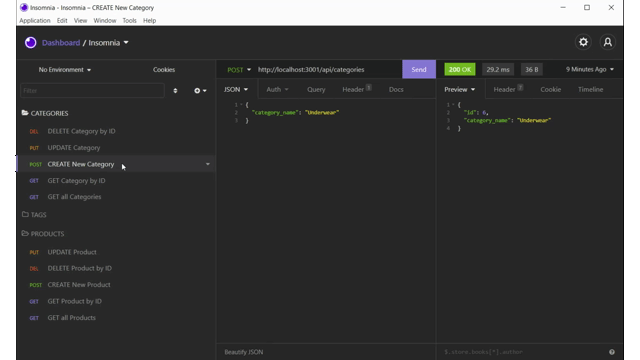 Insomnia - Insomnia – CREATE New Category
Application Edit View Window Tools Help
Dashboard / Insomnia
No Environment Cookies
POST http://localhost:3001/api/categories Send
200 OK 29.2 ms 36 B 9 Minutes Ago
Filter
JSON Auth Query Header 1 Docs
Preview Header 7 Cookie Timeline
CATEGORIES
DEL DELETE Category by ID
PUT UPDATE Category
POST CREATE New Category
GET GET Category by ID
GET GET all Categories
TAGS
PRODUCTS
PUT UPDATE Product
DEL DELETE Product by ID
POST CREATE New Product
GET GET Product by ID
GET GET all Products
1 {
2 "category_name": "Underwear"
3 }
1 {
2 "id": 6,
3 "category_name": "Underwear"
4 }
Beautify JSON
$.store.books[*].author